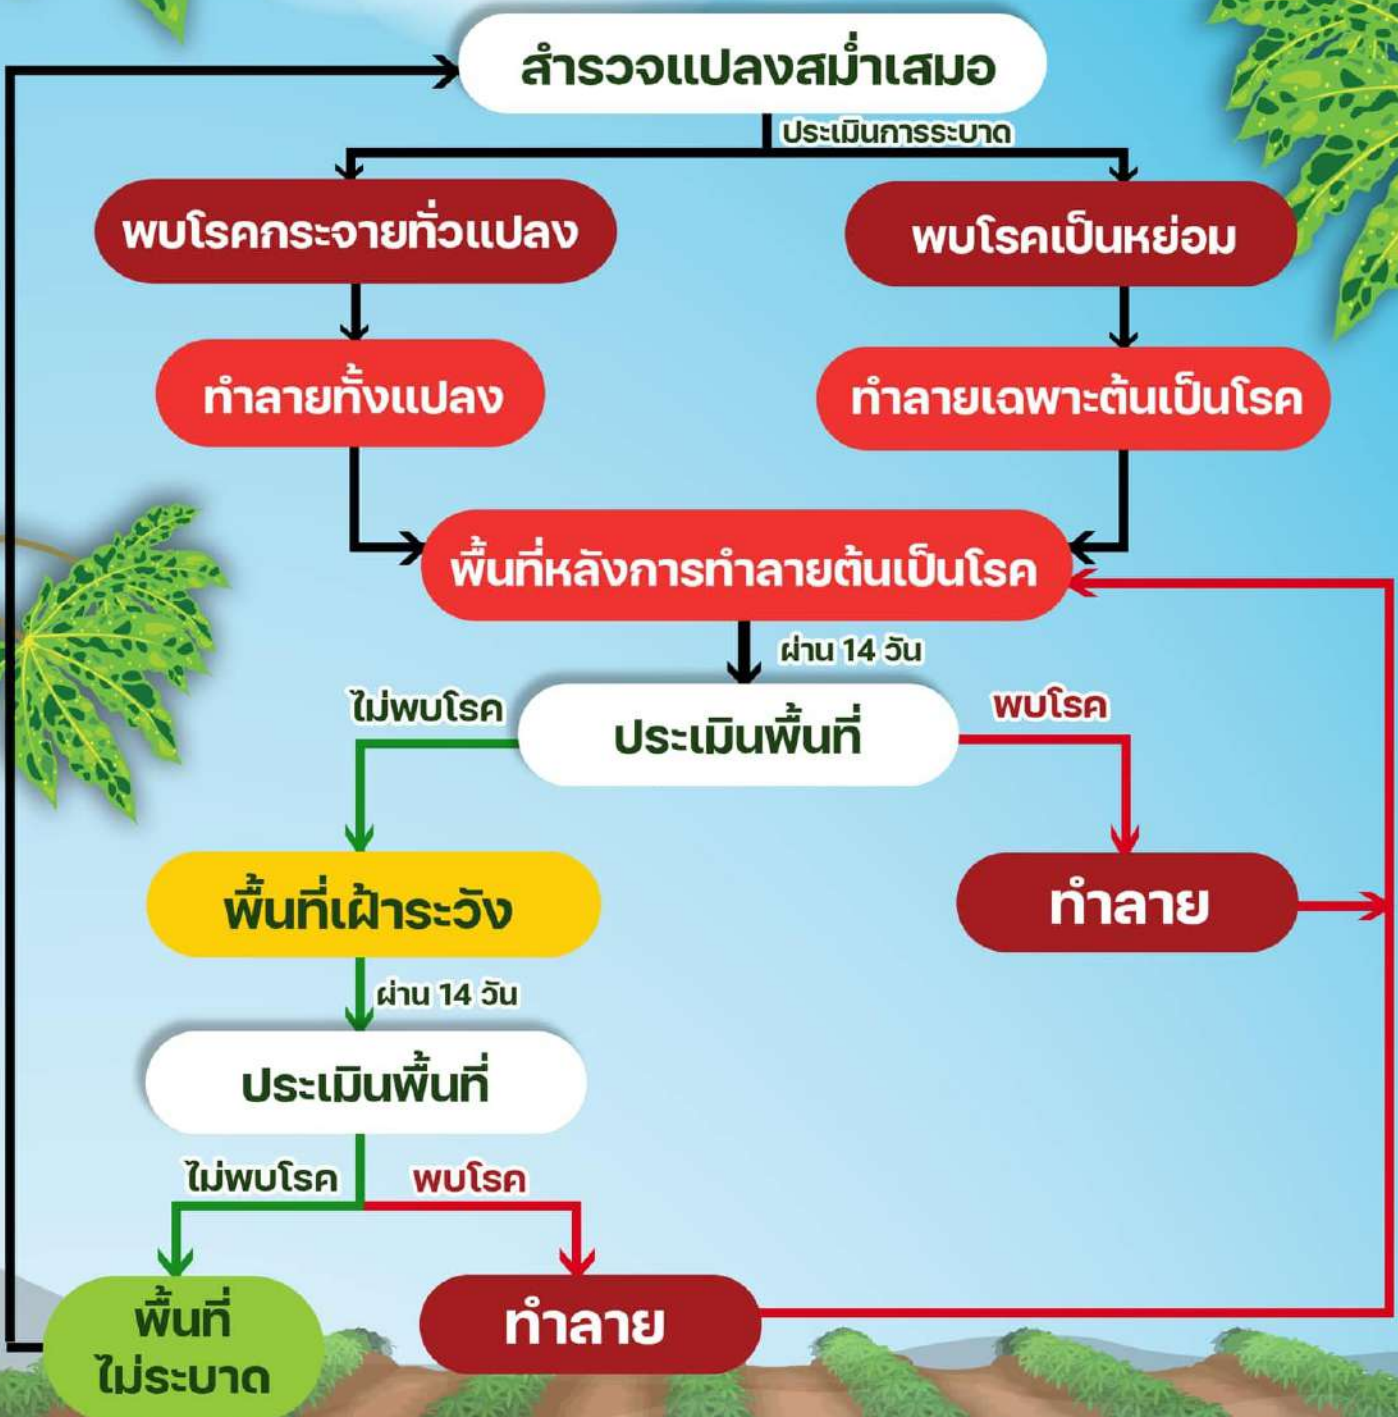 สำรวจแปลงสม่ำเสมอ
ประเมินการระบาด
พบโรคกระจายทั่วแปลง
พบโรคเป็นหย่อม
ทำลายทั้งแปลง
ทำลายเฉพาะต้นเป็นโรค
พื้นที่หลังการทำลายต้นเป็นโรค
ผ่าน 14 วัน
ไม่พบโรค
ประเมินพื้นที่
พบโรค
พื้นที่เฝ้าระวัง
ทำลาย
ผ่าน 14 วัน
ประเมินพื้นที่
ไม่พบโรค
พบโรค
พื้นที่
ไม่ระบาด
ทำลาย